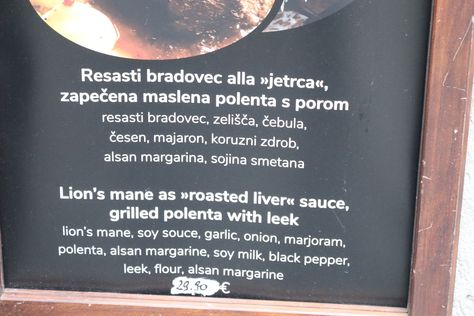 Resasti bradovec alla »jetrca«,
zapečena maslena polenta s porom
resasti bradovec, zelišča, čebula,
česen, majaron, koruzni zdrob,
alsan margarina, sojina smetana
Lion's mane as »roasted liver« sauce,
grilled polenta with leek
lion's mane, soy souce, garlic, onion, marjoram,
polenta, alsan margarine, soy milk, black pepper,
leek, flour, alsan margarine
29.90 €